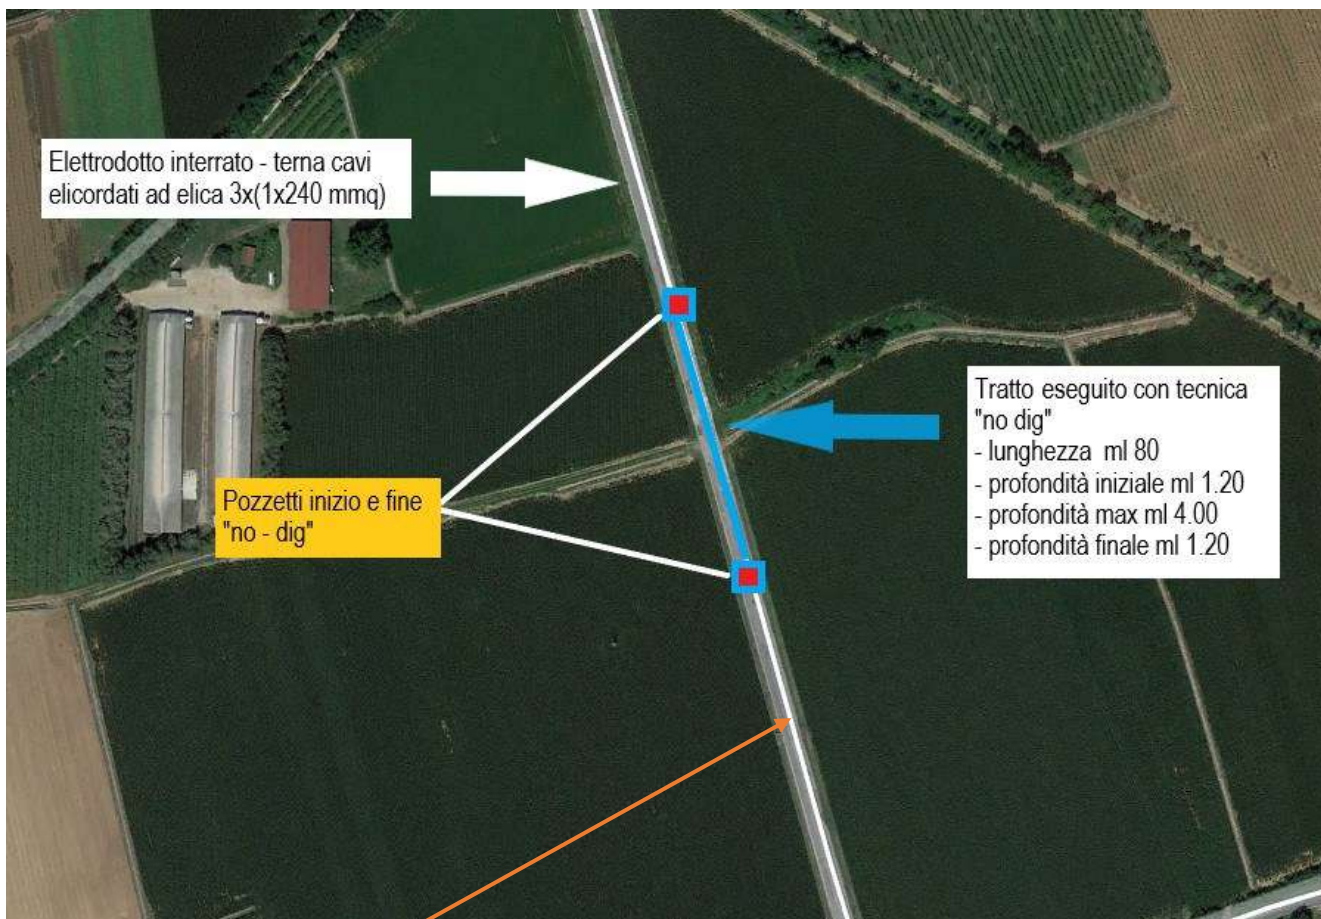 Elettrodotto interrato - terna cavi
elicordati ad elica 3x(1x240 mmq)
Tratto eseguito con tecnica
"no dig"
- lunghezza  ml 80
- profondità iniziale ml 1.20
- profondità max ml 4.00
- profondità finale ml 1.20
Pozzetti inizio e fine
"no - dig"